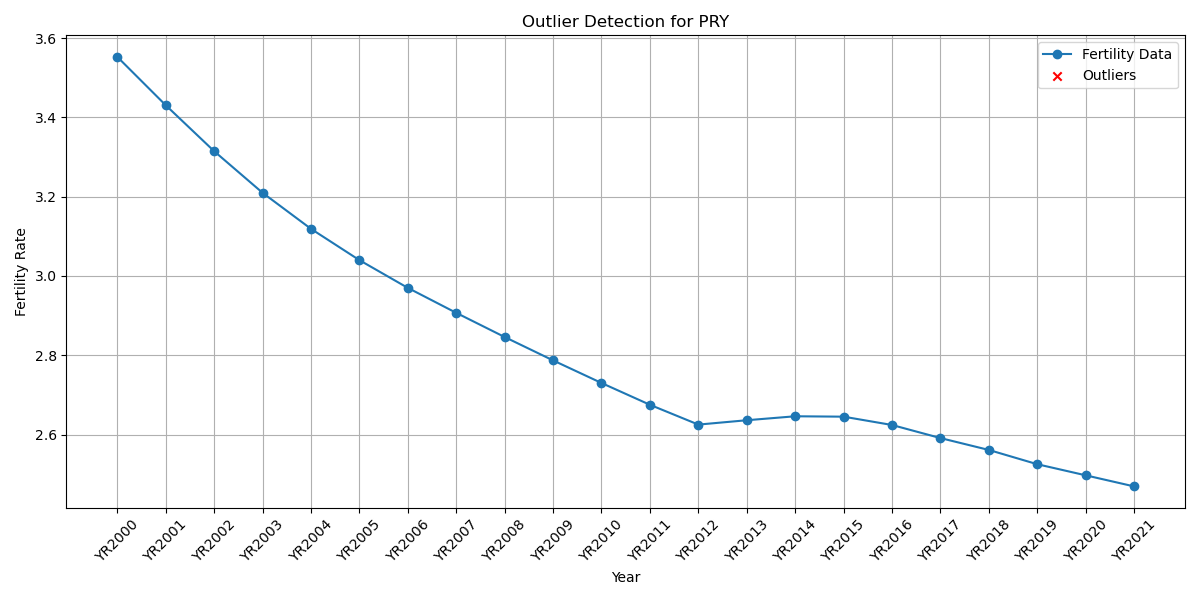 Outlier Detection for PRY
Fertility Data
Outliers
3.6
3.4
3.2
3.0
2.8
2.6
Fertility Rate
YR2000
YR2001
YR2002
YR2003
YR2004
YR2005
YR2006
YR2007
YR2008
YR2009
YR2010
YR2011
YR2012
YR2013
YR2014
YR2015
YR2016
YR2017
YR2018
YR2019
YR2020
YR2021
Year